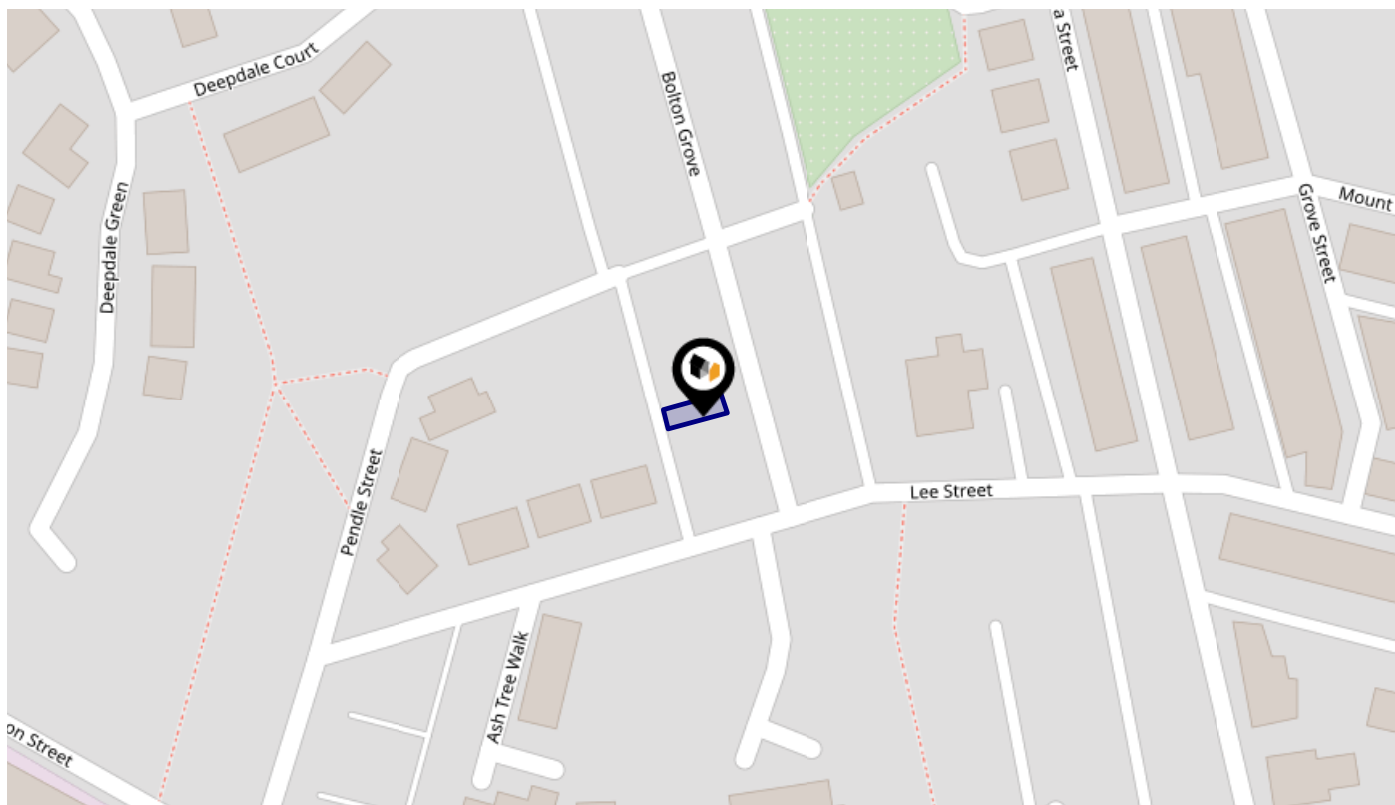 Deepdale Court
Bolton Grove
a Street
Mount
Deepdale Green
Grove Street
Pendle Street
Lee Street
Ash Tree Walk
on Street